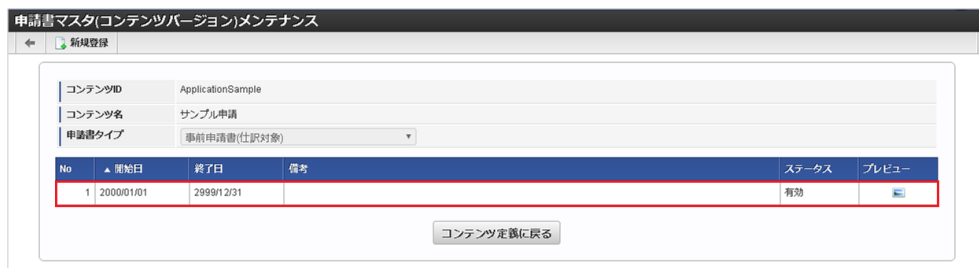 申請書マスタ(コンテンツバージョン)メンテナンス
新規登録
コンテンツID ApplicationSample
コンテンツ名 サンプル申請
申請書タイプ 事前申請書(仕訳対象) ▼
No ▲ 開始日 終了日 備考 ステータス プレビュー
1 2000/01/01 2999/12/31 有効
コンテンツ定義に戻る